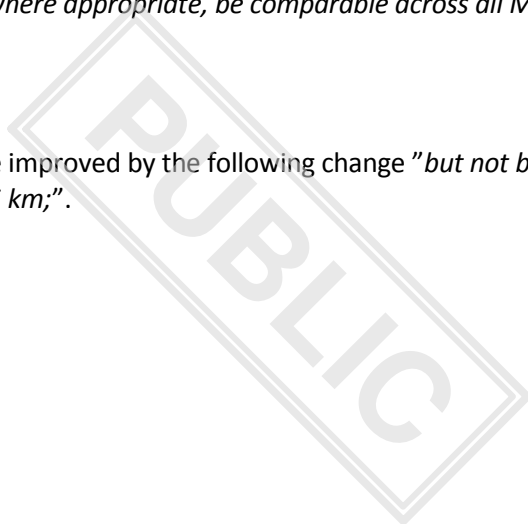 where appropriate, be comparable across all M
PUBLIC
e improved by the following change ”but not b
km;”.